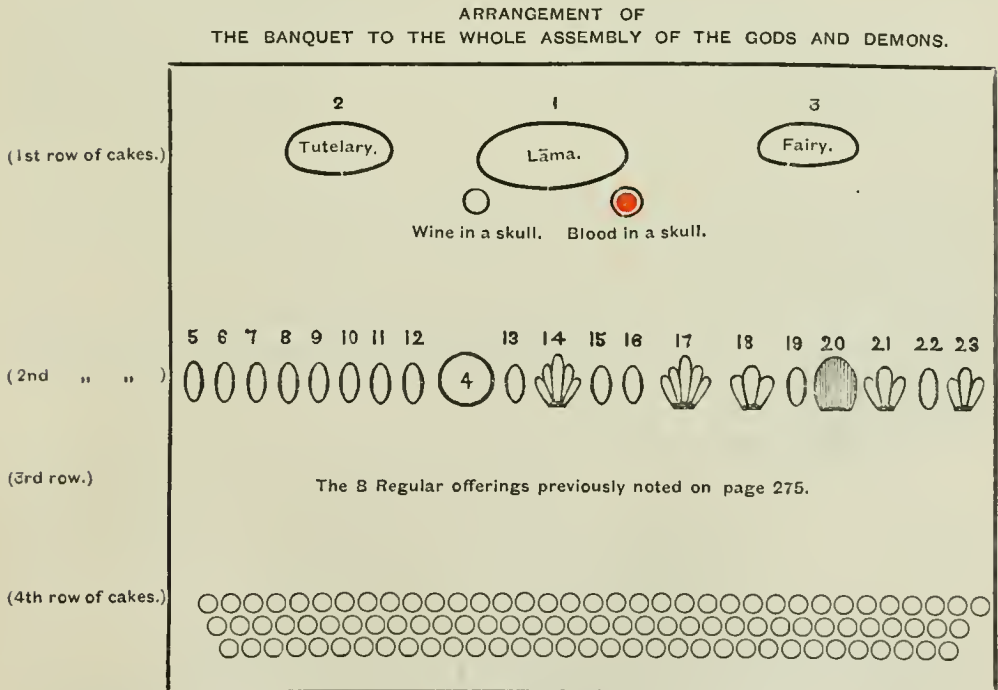 ARRANGEMENT OF
THE BANQUET TO THE WHOLE ASSEMBLY OF THE GODS AND DEMONS.
2 1 3
(1st row of cakes.) Tutelary. Lāma. Fairy.
Wine in a skull. Blood in a skull.
5 6 7 8 9 10 11 12 13 14 15 16 17 18 19 20 21 22 23
(2nd „ „ ) 4
(3rd row.) The 8 Regular offerings previously noted on page 275.
(4th row of cakes.)